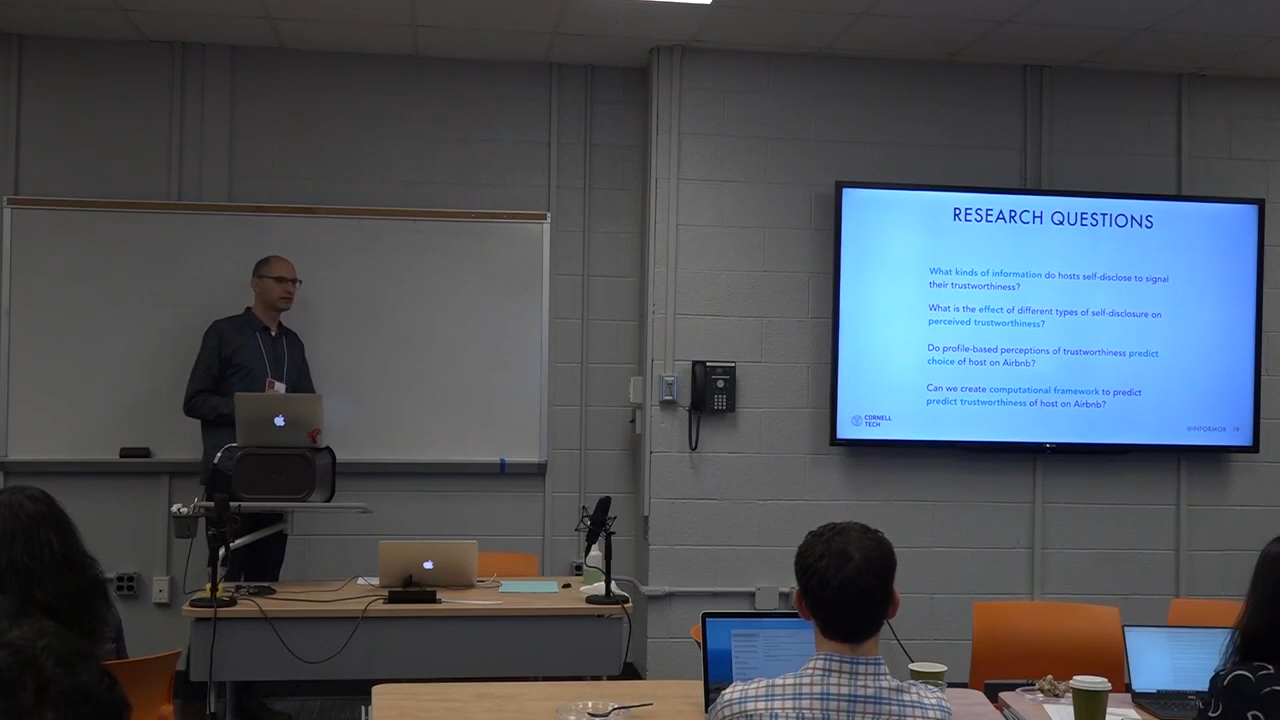 RESEARCH QUESTIONS
What kinds of information do hosts self-disclose to signal
their trustworthiness?
What is the effect of different types of self-disclosure on
perceived trustworthiness?
Do profile-based perceptions of trustworthiness predict
choice of host on Airbnb?
Can we create computational framework to predict
predict trustworthiness of host on Airbnb?
CORNELL
TECH
@INFORMOR 19